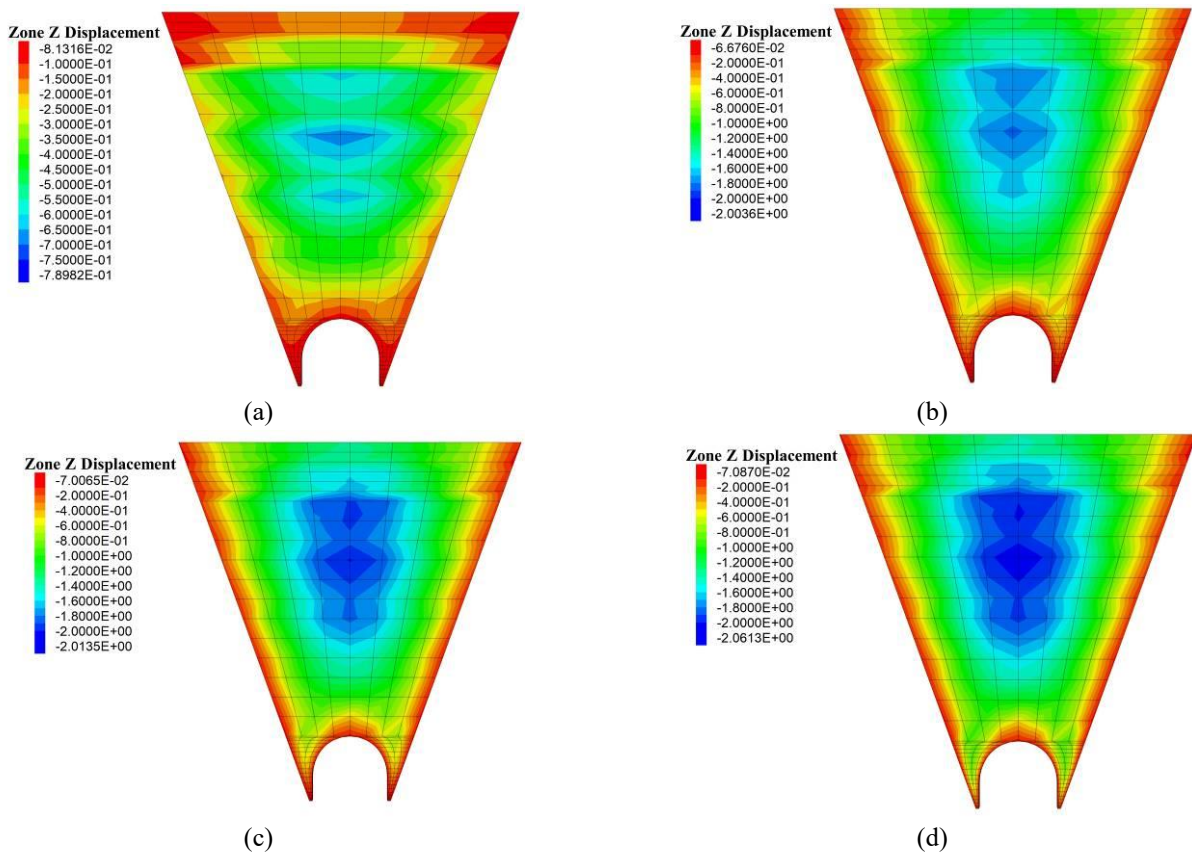 Zone Z Displacement
-8.1316E-02
-1.0000E-01
-1.5000E-01
-2.0000E-01
-2.5000E-01
-3.0000E-01
-3.5000E-01
-4.0000E-01
-4.5000E-01
-5.0000E-01
-5.5000E-01
-6.0000E-01
-6.5000E-01
-7.0000E-01
-7.5000E-01
-7.8982E-01
(a)
Zone Z Displacement
-6.6760E-02
-2.0000E-01
-4.0000E-01
-6.0000E-01
-8.0000E-01
-1.0000E+00
-1.2000E+00
-1.4000E+00
-1.6000E+00
-1.8000E+00
-2.0000E+00
-2.0036E+00
(b)
Zone Z Displacement
-7.0065E-02
-2.0000E-01
-4.0000E-01
-6.0000E-01
-8.0000E-01
-1.0000E+00
-1.2000E+00
-1.4000E+00
-1.6000E+00
-1.8000E+00
-2.0000E+00
-2.0135E+00
(c)
Zone Z Displacement
-7.0870E-02
-2.0000E-01
-4.0000E-01
-6.0000E-01
-8.0000E-01
-1.0000E+00
-1.2000E+00
-1.4000E+00
-1.6000E+00
-1.8000E+00
-2.0000E+00
-2.0613E+00
(d)